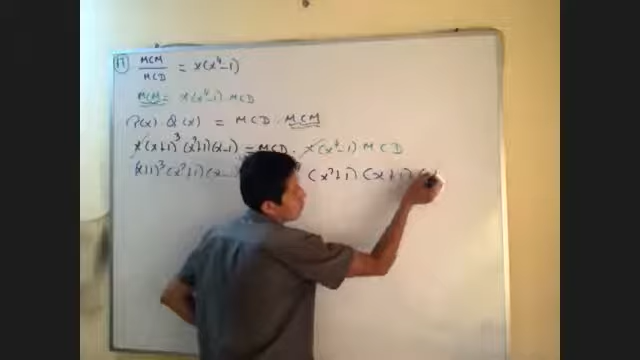 17 MCM/MCD = x(x⁴-1)
MCM = x(x⁴-1) · MCD
P(x) · Q(x) = MCD · MCM
x(x+1)³(x²+1)(x-1) = MCD · x(x⁴-1) · MCD
(x+1)³(x²+1)(x- (x²+1)(x+1)(x